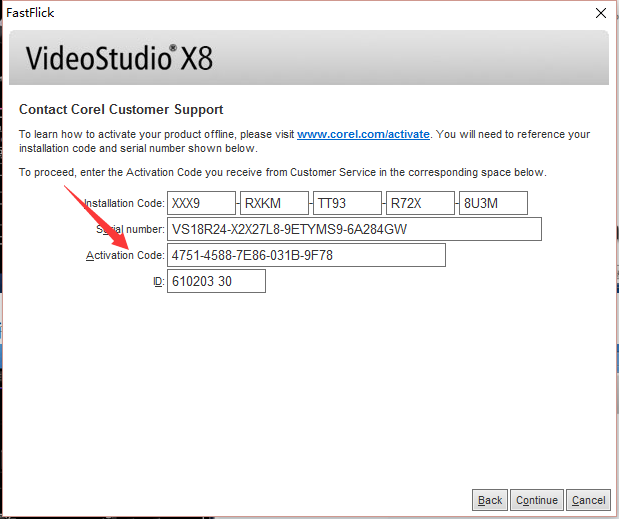 FastFlick
VideoStudio® X8
Contact Corel Customer Support
To learn how to activate your product offline, please visit www.corel.com/activate. You will need to reference your
installation code and serial number shown below.
To proceed, enter the Activation Code you receive from Customer Service in the corresponding space below.
Installation Code: XXX9 - RXKM - TT93 - R72X - 8U3M
Serial number: VS18R24-X2X27L8-9ETYMS9-6A284GW
Activation Code: 4751-4588-7E86-031B-9F78
ID: 610203 30
Back Continue Cancel